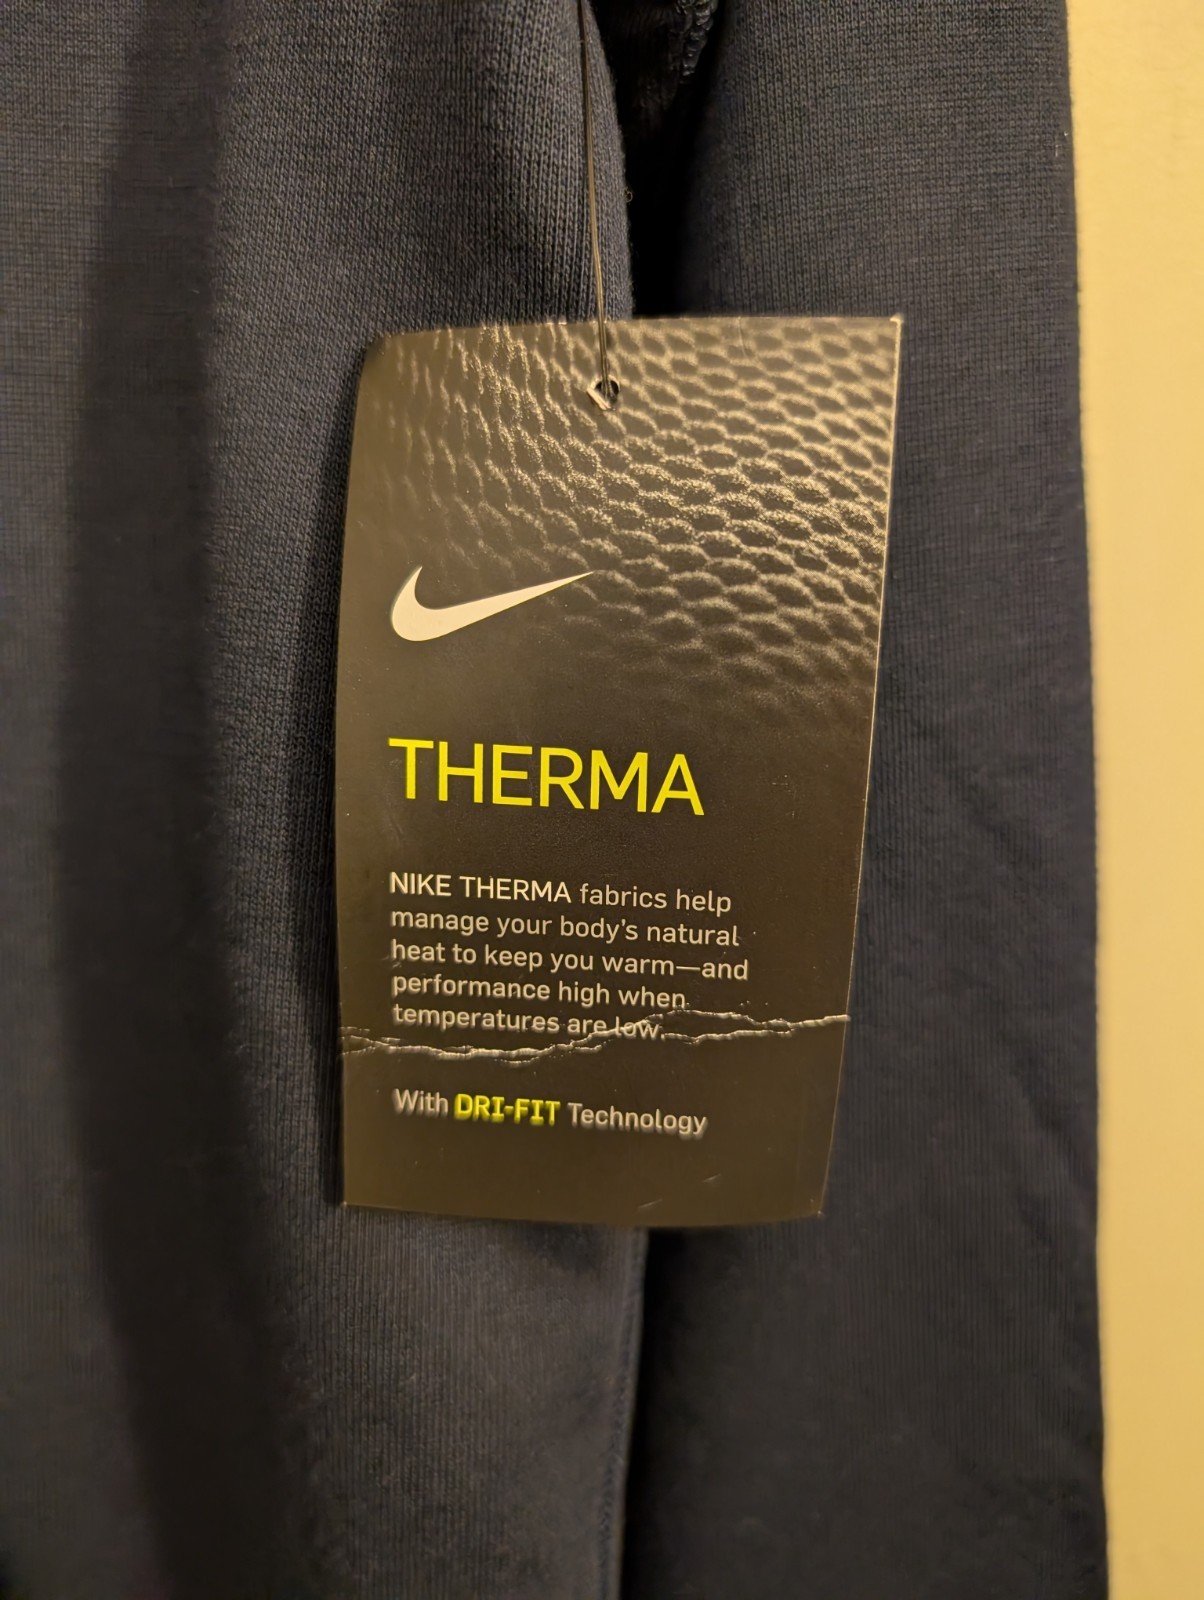 THERMA
NIKE THERMA fabrics help
manage your body's natural
heat to keep you warm—and
performance high when
temperatures are low.
With DRI-FIT Technology